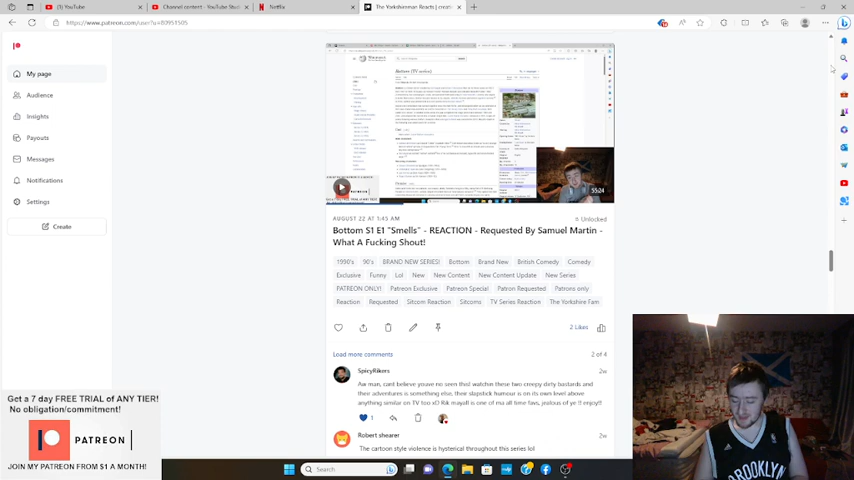 (3) YouTube
Channel content - YouTube Stud
Netflix
The Yorkshireman Reacts | creati
https://www.patreon.com/user?u=80951505
My page
Audience
Insights
Payouts
Messages
Notifications
Settings
Create
Bottom (TV series)
PATREON
55:24
AUGUST 22 AT 1:45 AM
Unlocked
Bottom S1 E1 "Smells" - REACTION - Requested By Samuel Martin -
What A Fucking Shout!
1990's 90's BRAND NEW SERIES! Bottom Brand New British Comedy Comedy
Exclusive Funny Lol New New Content New Content Update New Series
PATREON ONLY! Patreon Exclusive Patreon Special Patron Requested Patrons only
Reaction Requested Sitcom Reaction Sitcoms TV Series Reaction The Yorkshire Fam
2 Likes
Load more comments
2 of 4
SpicyRikers
2w
Aw man, cant believe youve no seen this! watchin these two creepy dirty bustards and
their adventures is something else, their slapstick humour is on its own level above
anything similar on TV too xD Rik mayall is one of ma all time favs, jealous of ye !! enjoy!!
1
Robert shearer
2w
The cartoon style violence is hysterical throughout this series lol
Get a 7 day FREE TRIAL of ANY TIER!
No obligation/commitment!
PATREON
JOIN MY PATREON FROM $1 A MONTH!
Search
BROOKLYN